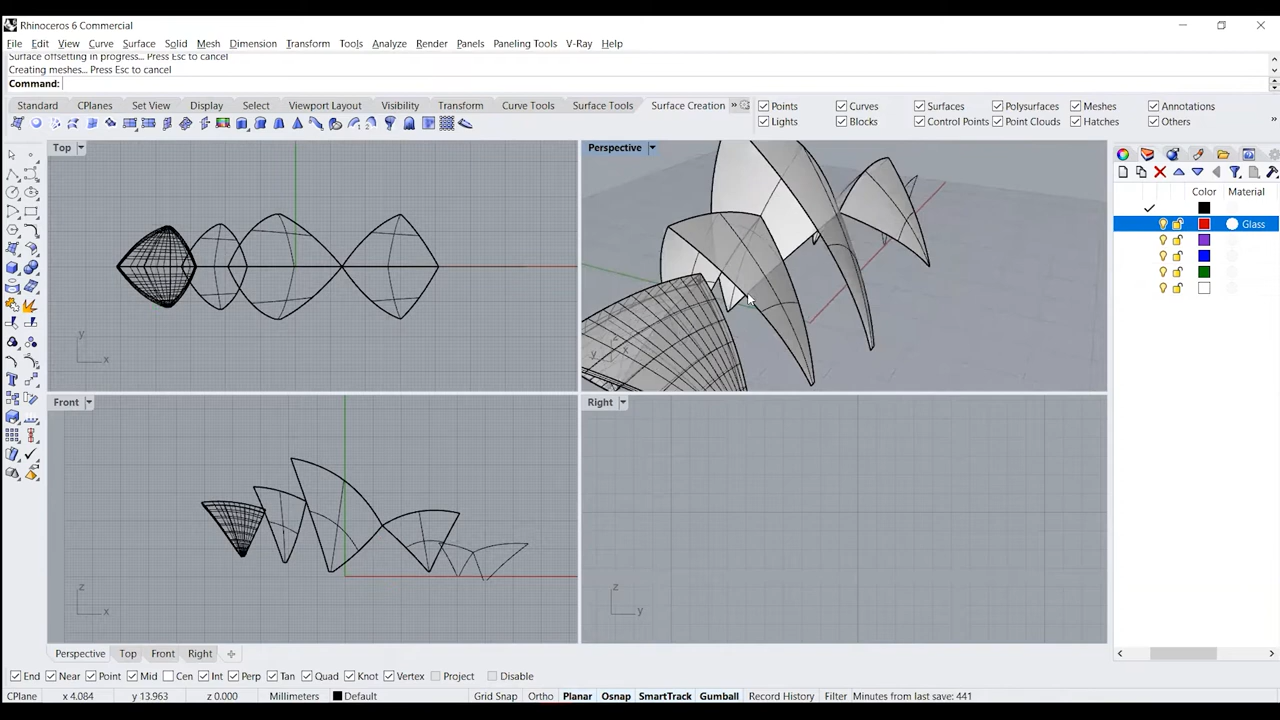 Rhinoceros 6 Commercial
File Edit View Curve Surface Solid Mesh Dimension Transform Tools Analyze Render Panels Paneling Tools V-Ray Help
Surface offsetting in progress... Press Esc to cancel
Creating meshes... Press Esc to cancel
Command:
Standard CPlanes Set View Display Select Viewport Layout Visibility Transform Curve Tools Surface Tools Surface Creation »
Points Curves Surfaces Polysurfaces Meshes Annotations
Lights Blocks Control Points Point Clouds Hatches Others »
Top
Perspective
Color Material
Glass
y x
z y x
Front
Right
z x
z y
Perspective Top Front Right
End Near Point Mid Cen Int Perp Tan Quad Knot Vertex Project Disable
CPlane x 4.084 y 13.963 z 0.000 Millimeters Default Grid Snap Ortho Planar Osnap SmartTrack Gumball Record History Filter Minutes from last save: 441